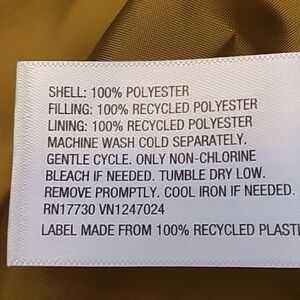 SHELL: 100% POLYESTER
FILLING: 100% RECYCLED POLYESTER
LINING: 100% RECYCLED POLYESTER
MACHINE WASH COLD SEPARATELY.
GENTLE CYCLE. ONLY NON-CHLORINE
BLEACH IF NEEDED. TUMBLE DRY LOW.
REMOVE PROMPTLY. COOL IRON IF NEEDED.
RN17730 VN1247024
LABEL MADE FROM 100% RECYCLED PLASTI